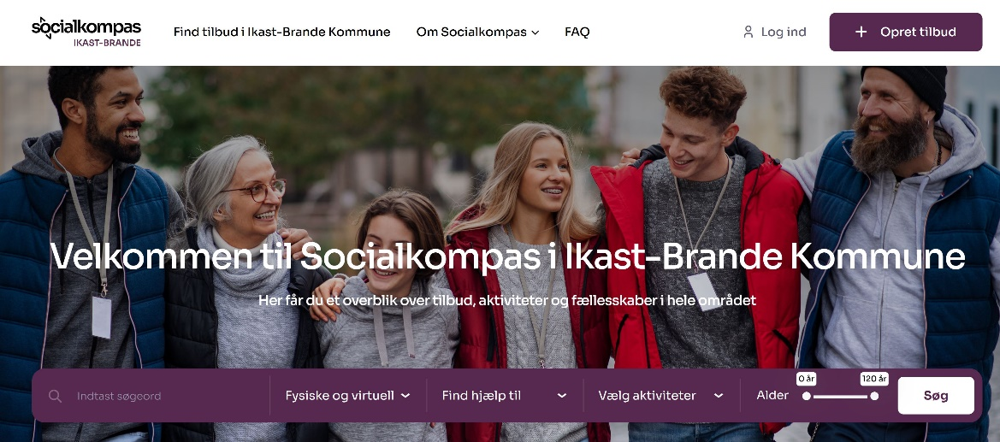 socialkompas
IKAST-BRANDE
Find tilbud i Ikast-Brande Kommune
Om Socialkompas
FAQ
Log ind
Opret tilbud
Velkommen til Socialkompas i Ikast-Brande Kommune
Her får du et overblik over tilbud, aktiviteter og fællesskaber i hele området
Indtast søgeord
Fysiske og virtuell
Find hjælp til
Vælg aktiviteter
Alder
0 år
120 år
Søg